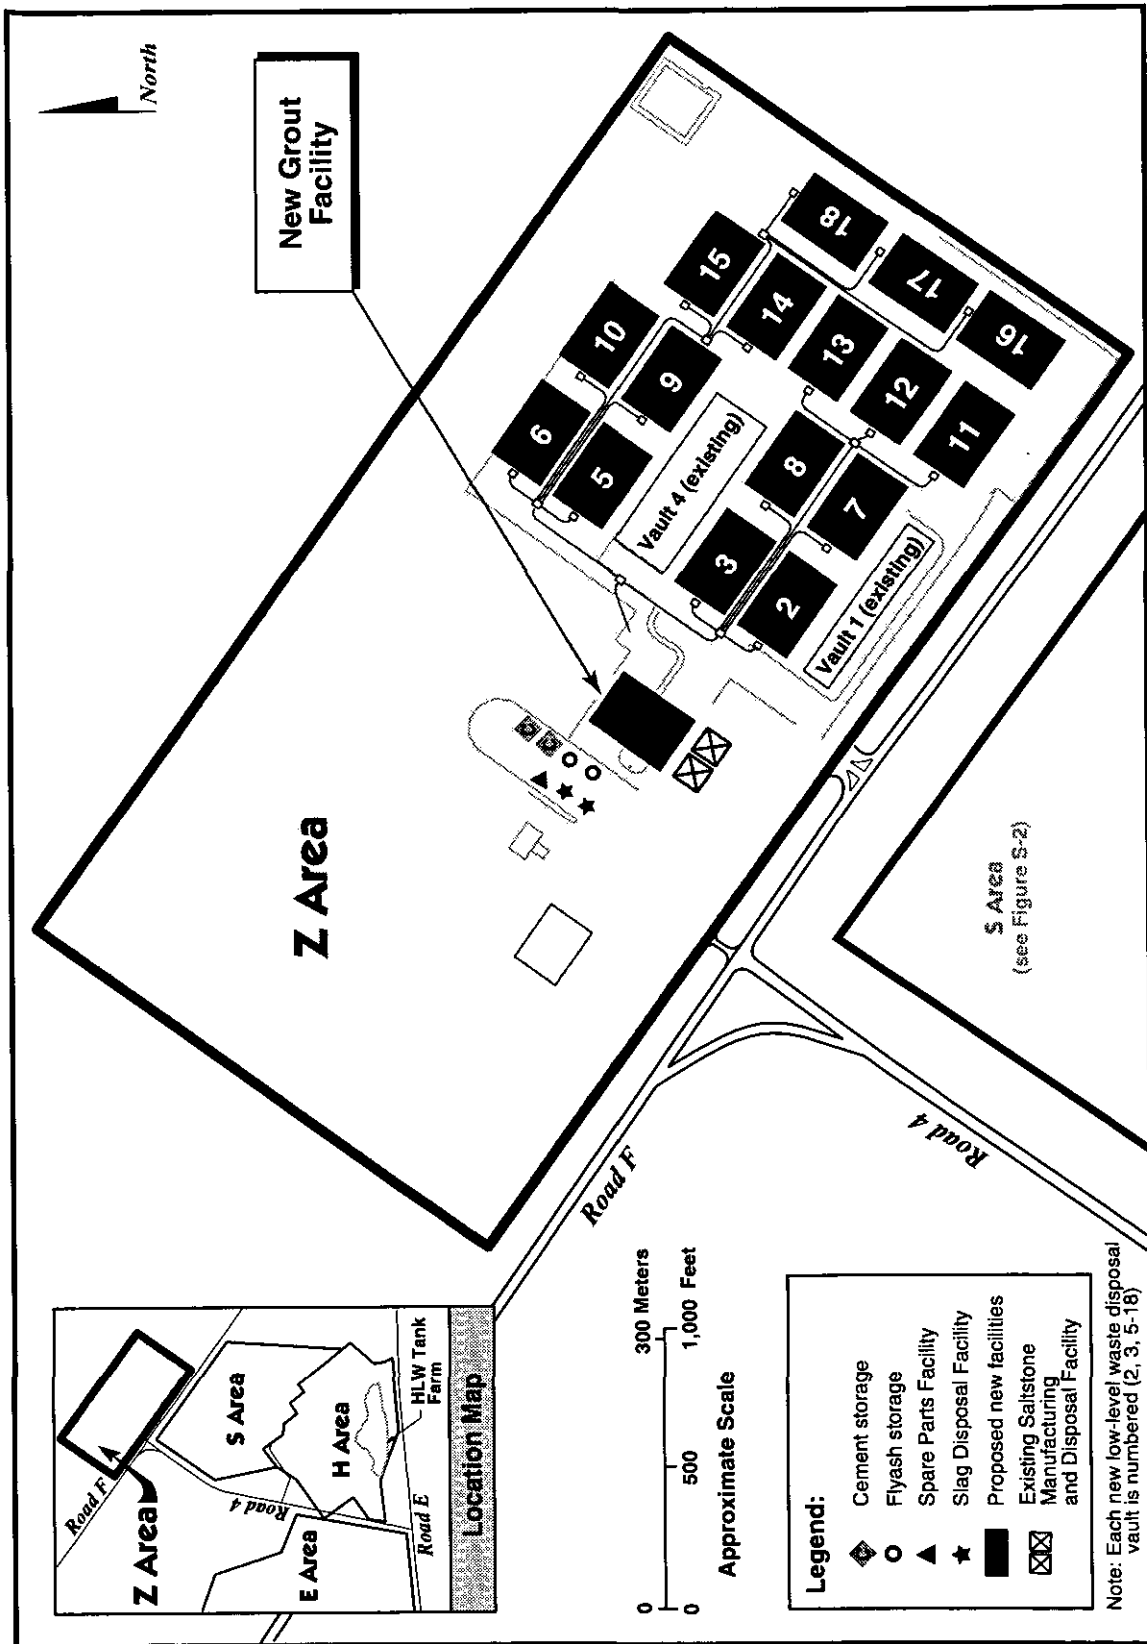 North
New Grout
Facility
Z Area
10
15
6
9
14
18
5
13
17
Vault 4 (existing)
8
12
16
3
7
11
2
Vault 1 (existing)
S Area
(see Figure S-2)
Road F
Road 4
Road F
Z Area
S Area
H Area
E Area
Road 4
HLW Tank
Farm
Road E
Location Map
0
300 Meters
0
500
1,000 Feet
Approximate Scale
Legend:
Cement storage
Flyash storage
Spare Parts Facility
Slag Disposal Facility
Proposed new facilities
Existing Saltstone
Manufacturing
and Disposal Facility
Note: Each new low-level waste disposal
vault is numbered (2, 3, 5-18)